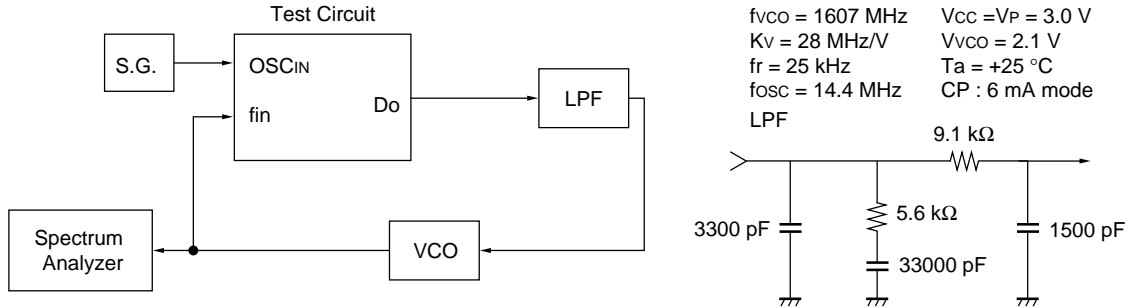 Test Circuit
S.G.
OSCIN
fin
Do
LPF
VCO
Spectrum
Analyzer
fVCO = 1607 MHz
KV = 28 MHz/V
fr = 25 kHz
fOSC = 14.4 MHz
VCC =VP = 3.0 V
VVCO = 2.1 V
Ta = +25 °C
CP : 6 mA mode
LPF
9.1 kΩ
5.6 kΩ
3300 pF
1500 pF
33000 pF